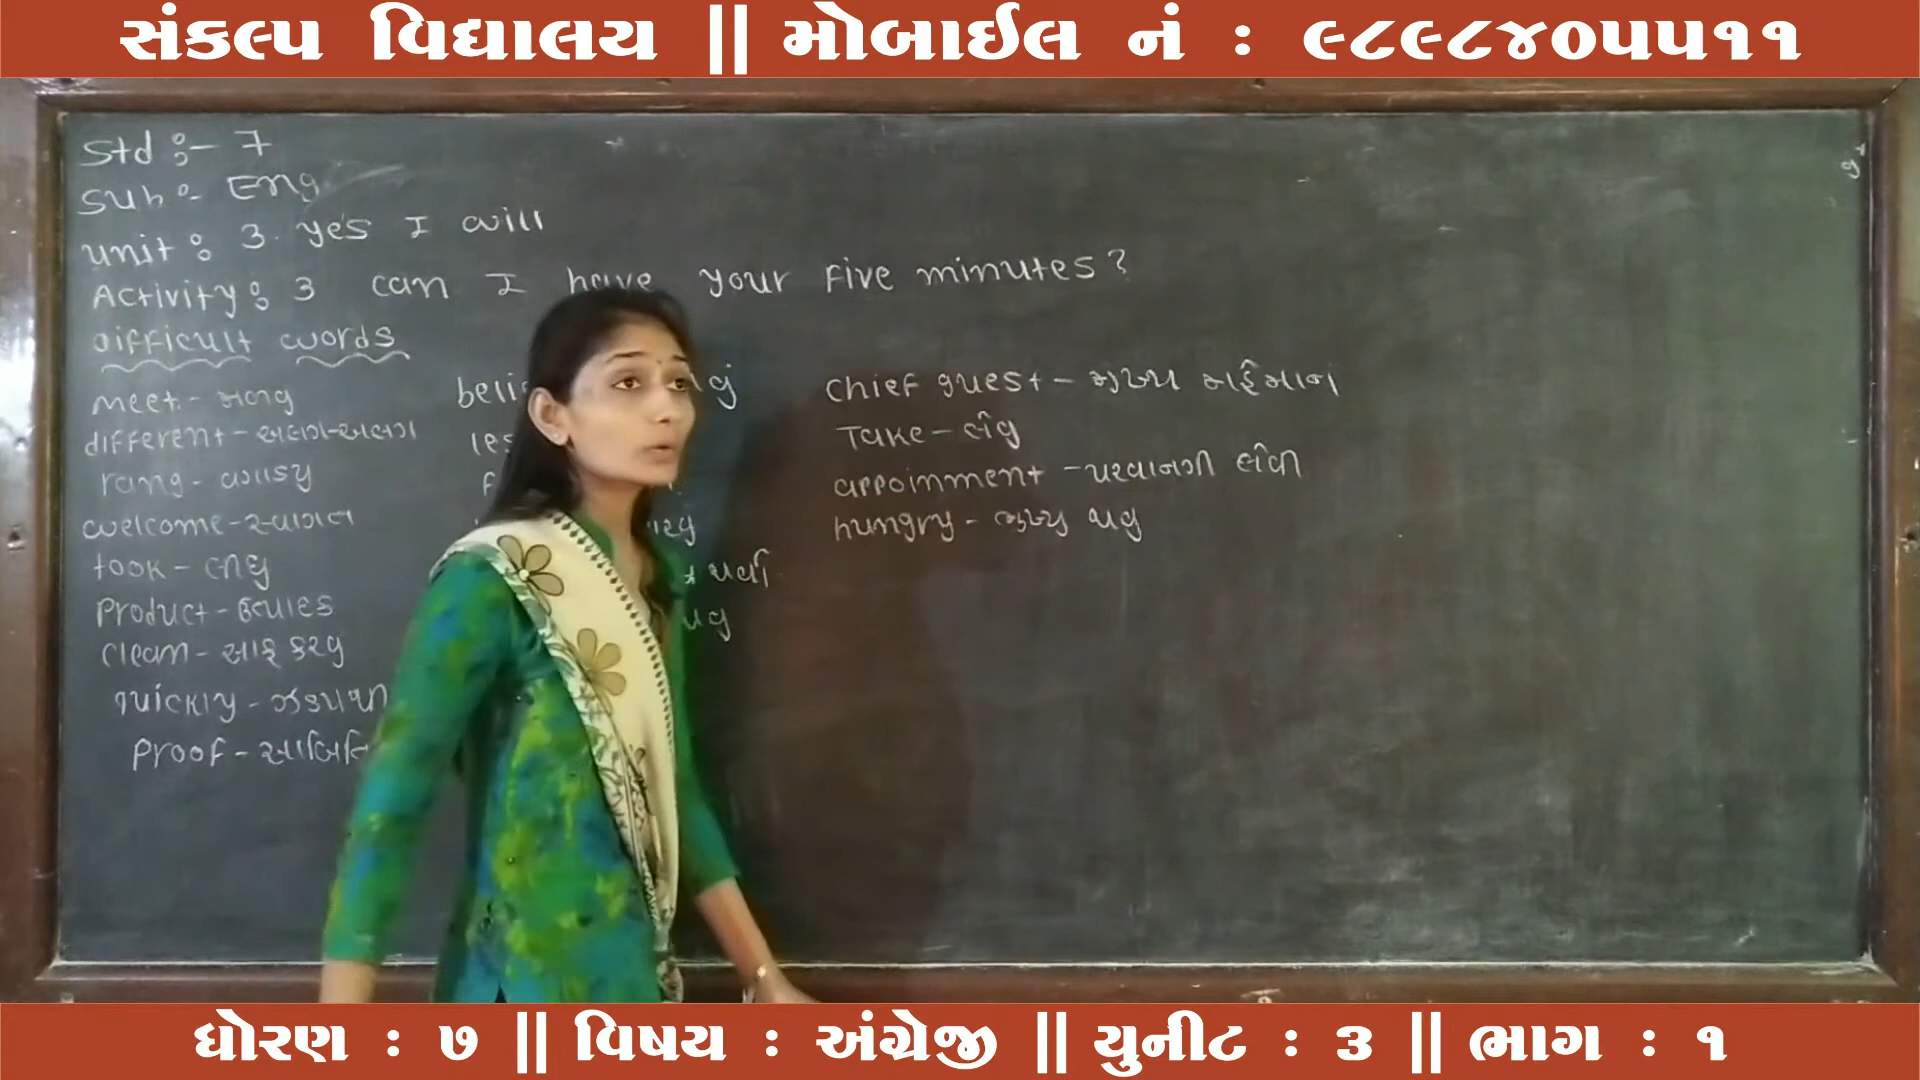 સંકલ્પ વિદ્યાલય || મોબાઈલ નં : ૯૮૯૮૪૦૫૫૧૧
Std :- 7
Sub :- Eng
Unit : 3. Yes I will
Activity : 3 Can I have your five minutes?
Difficult words
meet - મળવુ
different - અલગ-અલગ
rang - વગાડ્યુ
welcome - સ્વાગત
took - લીધુ
Product - ઉત્પાદક
clean - સાફ કરવુ
quickly - ઝડપથી
Proof -
Chief guest - મુખ્ય મહેમાન
Take - લેવુ
appoinment - પરવાનગી લેવી
hungry - ભુખ્યુ થવુ
ધોરણ : ૭ || વિષય : અંગ્રેજી || યુનીટ : ૩ || ભાગ : ૧